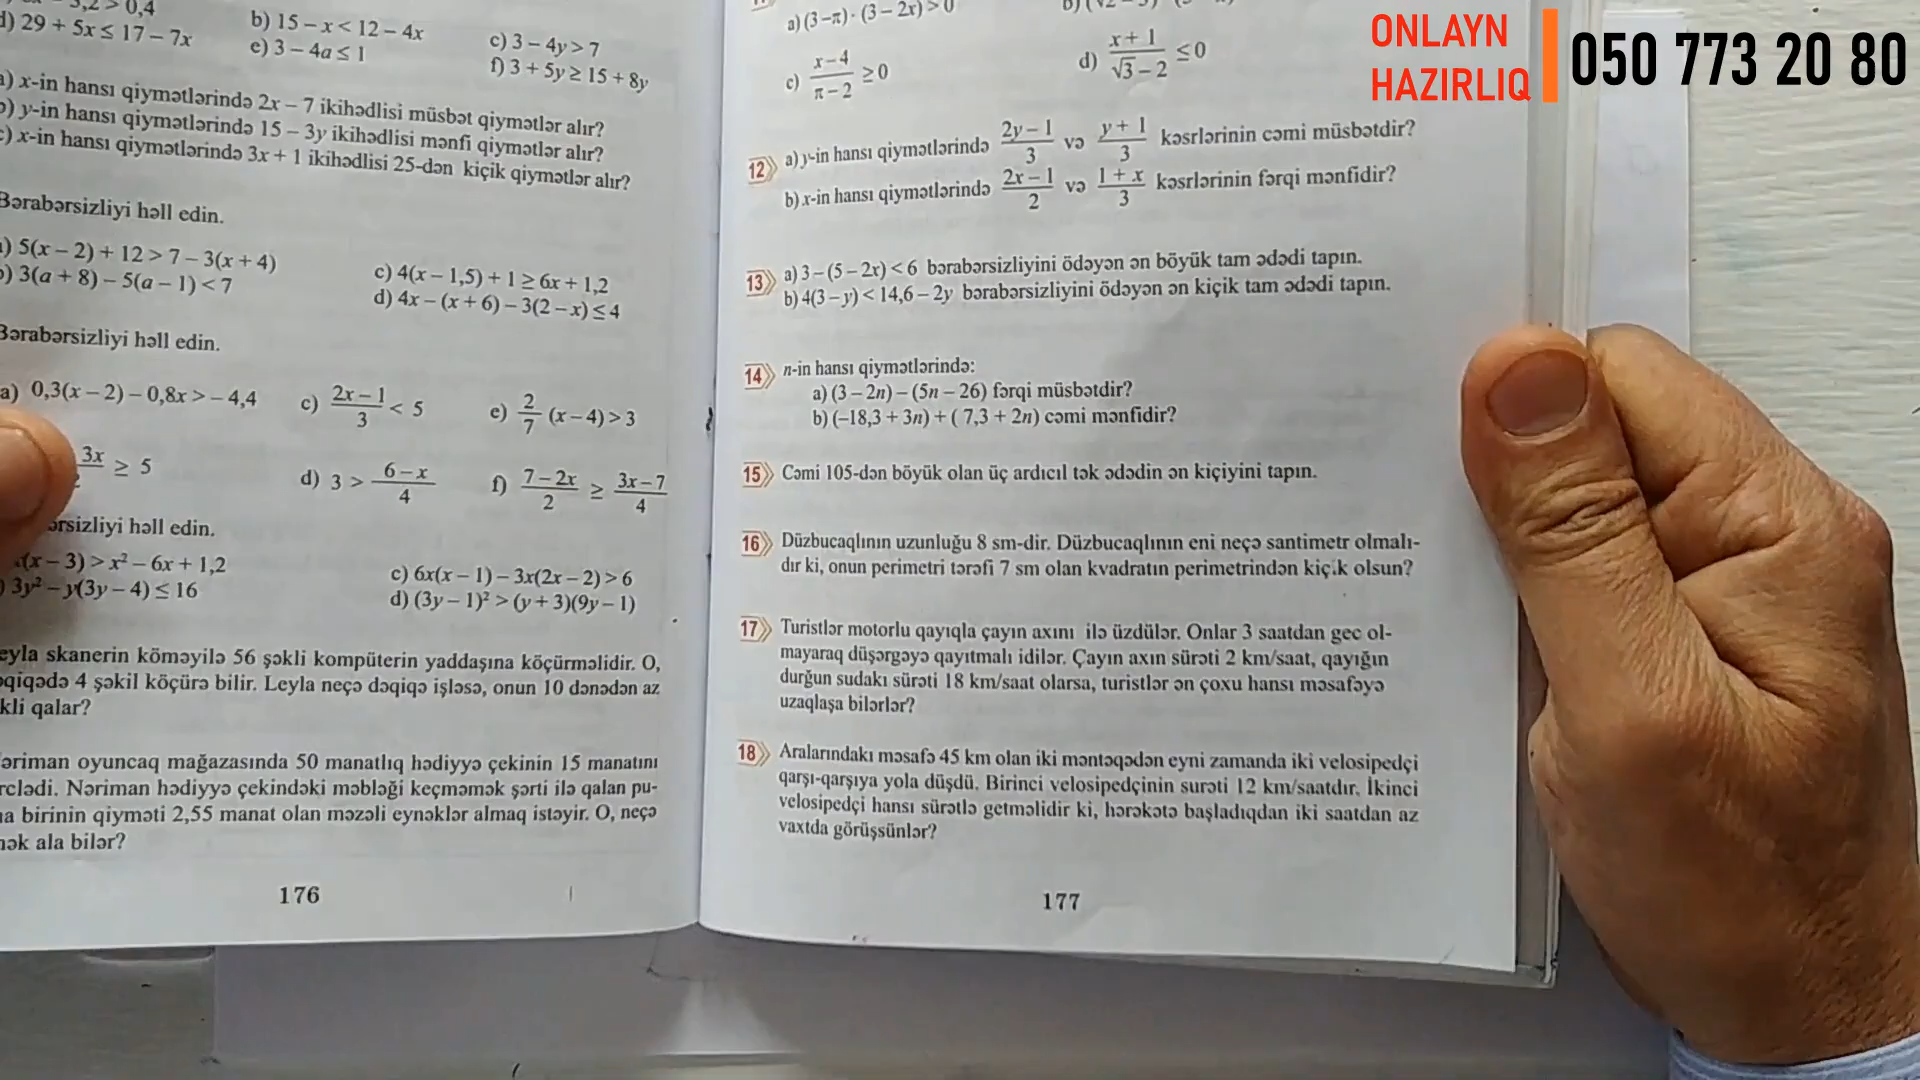 ONLAYN
HAZIRLIQ
050 773 20 80
3,2 > 0,4
d) 29 + 5x ≤ 17 – 7x
b) 15 – x < 12 – 4x
e) 3 – 4a ≤ 1
c) 3 – 4y > 7
f) 3 + 5y ≥ 15 + 8y
a) x-in hansı qiymətlərində 2x – 7 ikihədlisi müsbət qiymətlər alır?
b) y-in hansı qiymətlərində 15 – 3y ikihədlisi mənfi qiymətlər alır?
c) x-in hansı qiymətlərində 3x + 1 ikihədlisi 25-dən kiçik qiymətlər alır?
Bərabərsizliyi həll edin.
a) 5(x – 2) + 12 > 7 – 3(x + 4)
b) 3(a + 8) – 5(a – 1) < 7
c) 4(x – 1,5) + 1 ≥ 6x + 1,2
d) 4x – (x + 6) – 3(2 – x) ≤ 4
Bərabərsizliyi həll edin.
a) 0,3(x – 2) – 0,8x > – 4,4
c) (2x – 1)/3 < 5
e) 2/7 (x – 4) > 3
3x ≥ 5
d) 3 > (6 – x)/4
f) (7 – 2x)/2 ≥ (3x – 7)/4
ərsizliyi həll edin.
(x – 3) > x² – 6x + 1,2
) 3y² – y(3y – 4) ≤ 16
c) 6x(x – 1) – 3x(2x – 2) > 6
d) (3y – 1)² > (y + 3)(9y – 1)
eyla skanerin köməyilə 56 şəkli kompüterin yaddaşına köçürməlidir. O,
əqiqədə 4 şəkil köçürə bilir. Leyla neçə dəqiqə işləsə, onun 10 dənədən az
kli qalar?
əriman oyuncaq mağazasında 50 manatlıq hədiyyə çekinin 15 manatını
rclədi. Nəriman hədiyyə çekindəki məbləği keçməmək şərti ilə qalan pu-
a birinin qiyməti 2,55 manat olan məzəli eynəklər almaq istəyir. O, neçə
nək ala bilər?
176
a) (3 – π) · (3 – 2x) > 0
c) (x – 4)/(π – 2) ≥ 0
d) (x + 1)/(√3 – 2) ≤ 0
12 a) y-in hansı qiymətlərində (2y – 1)/3 və (y + 1)/3 kəsrlərinin cəmi müsbətdir?
b) x-in hansı qiymətlərində (2x – 1)/2 və (1 + x)/3 kəsrlərinin fərqi mənfidir?
13 a) 3 – (5 – 2x) < 6 bərabərsizliyini ödəyən ən böyük tam ədədi tapın.
b) 4(3 – y) < 14,6 – 2y bərabərsizliyini ödəyən ən kiçik tam ədədi tapın.
14 n-in hansı qiymətlərində:
a) (3 – 2n) – (5n – 26) fərqi müsbətdir?
b) (–18,3 + 3n) + ( 7,3 + 2n) cəmi mənfidir?
15 Cəmi 105-dən böyük olan üç ardıcıl tək ədədin ən kiçiyini tapın.
16 Düzbucaqlının uzunluğu 8 sm-dir. Düzbucaqlının eni neçə santimetr olmalı-
dır ki, onun perimetri tərəfi 7 sm olan kvadratın perimetrindən kiçik olsun?
17 Turistlər motorlu qayıqla çayın axını ilə üzdülər. Onlar 3 saatdan gec ol-
mayaraq düşərgəyə qayıtmalı idilər. Çayın axın sürəti 2 km/saat, qayığın
durğun sudakı sürəti 18 km/saat olarsa, turistlər ən çoxu hansı məsafəyə
uzaqlaşa bilərlər?
18 Aralarındakı məsafə 45 km olan iki məntəqədən eyni zamanda iki velosipedçi
qarşı-qarşıya yola düşdü. Birinci velosipedçinin surəti 12 km/saatdır. İkinci
velosipedçi hansı sürətlə getməlidir ki, hərəkətə başladıqdan iki saatdan az
vaxtda görüşsünlər?
177